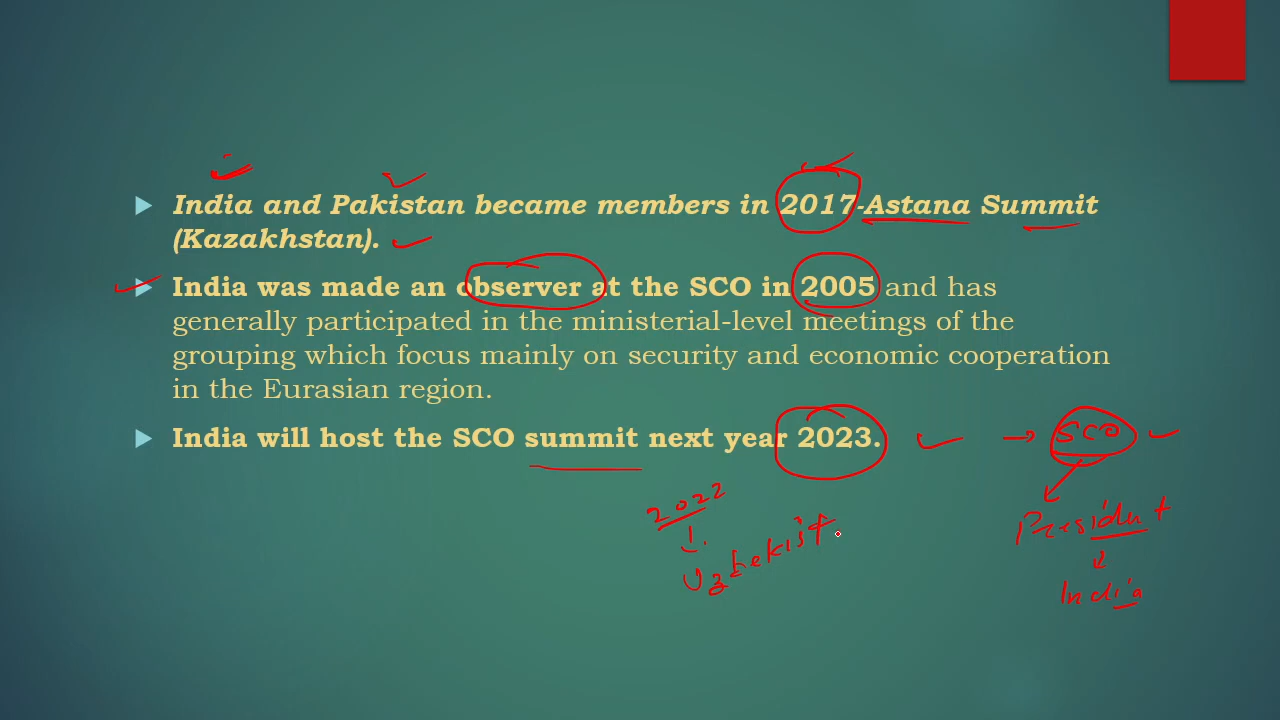 India and Pakistan became members in 2017-Astana Summit
(Kazakhstan).
India was made an observer at the SCO in 2005 and has
generally participated in the ministerial-level meetings of the
grouping which focus mainly on security and economic cooperation
in the Eurasian region.
India will host the SCO summit next year 2023.
SCO
2022
Uzbekist
President
India